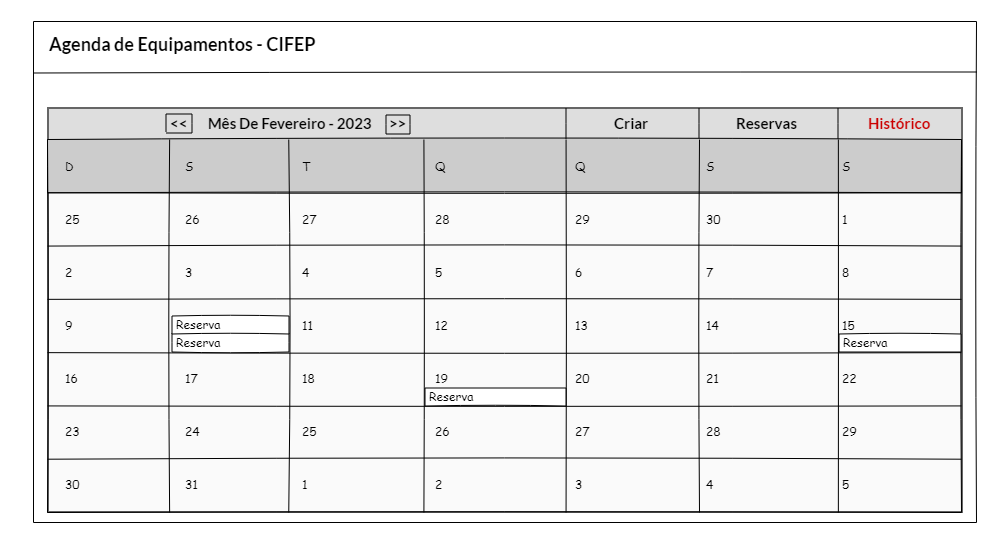 Agenda de Equipamentos - CIFEP
<< Mês De Fevereiro - 2023 >> Criar Reservas Histórico
D S T Q Q S S
25 26 27 28 29 30 1
2 3 4 5 6 7 8
9 Reserva 11 12 13 14 15
Reserva Reserva
16 17 18 19 20 21 22
Reserva
23 24 25 26 27 28 29
30 31 1 2 3 4 5